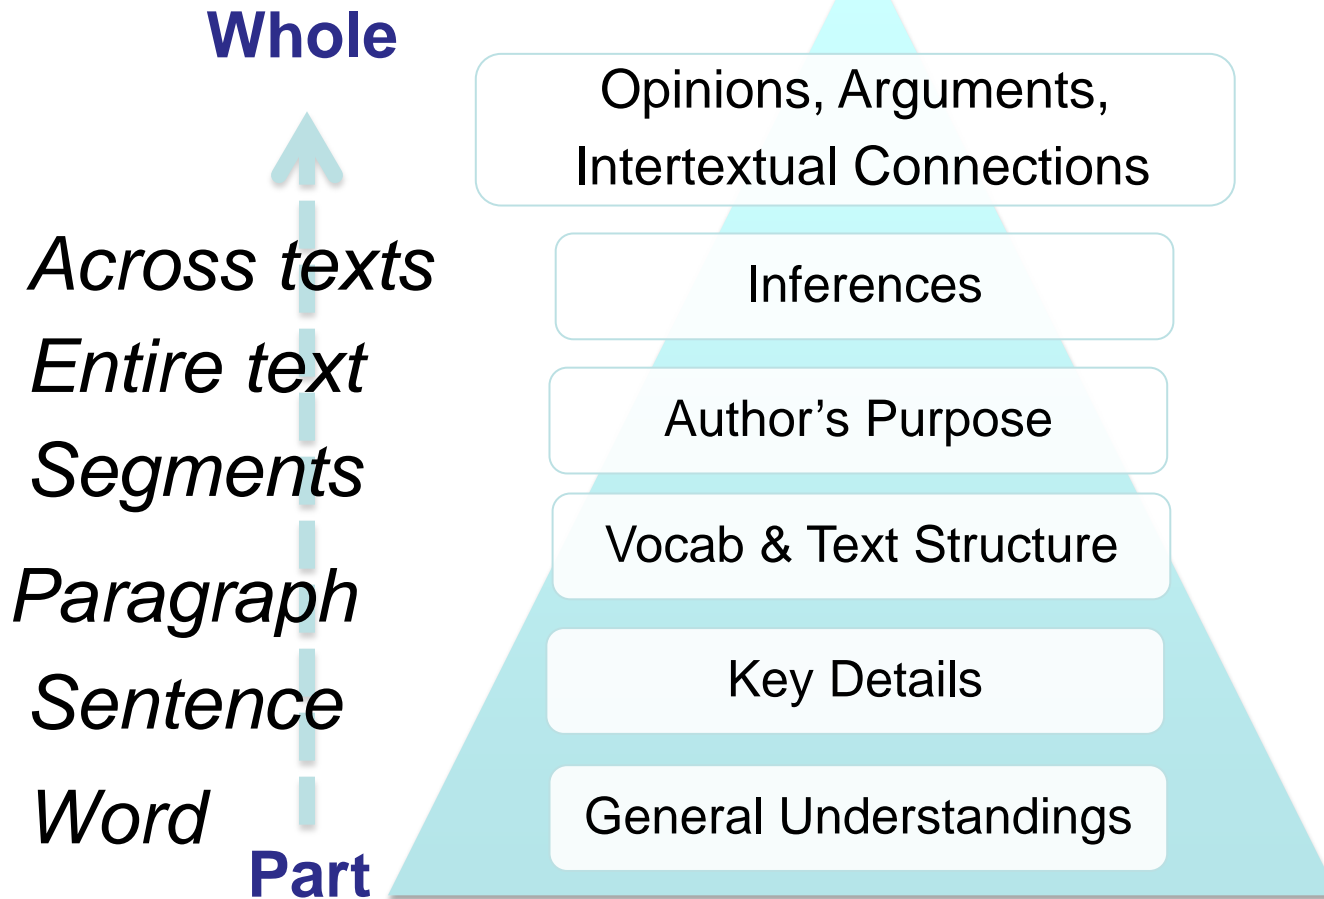 Whole
Across texts
Entire text
Segments
Paragraph
Sentence
Word
Part
Opinions, Arguments,
Intertextual Connections
Inferences
Author’s Purpose
Vocab & Text Structure
Key Details
General Understandings